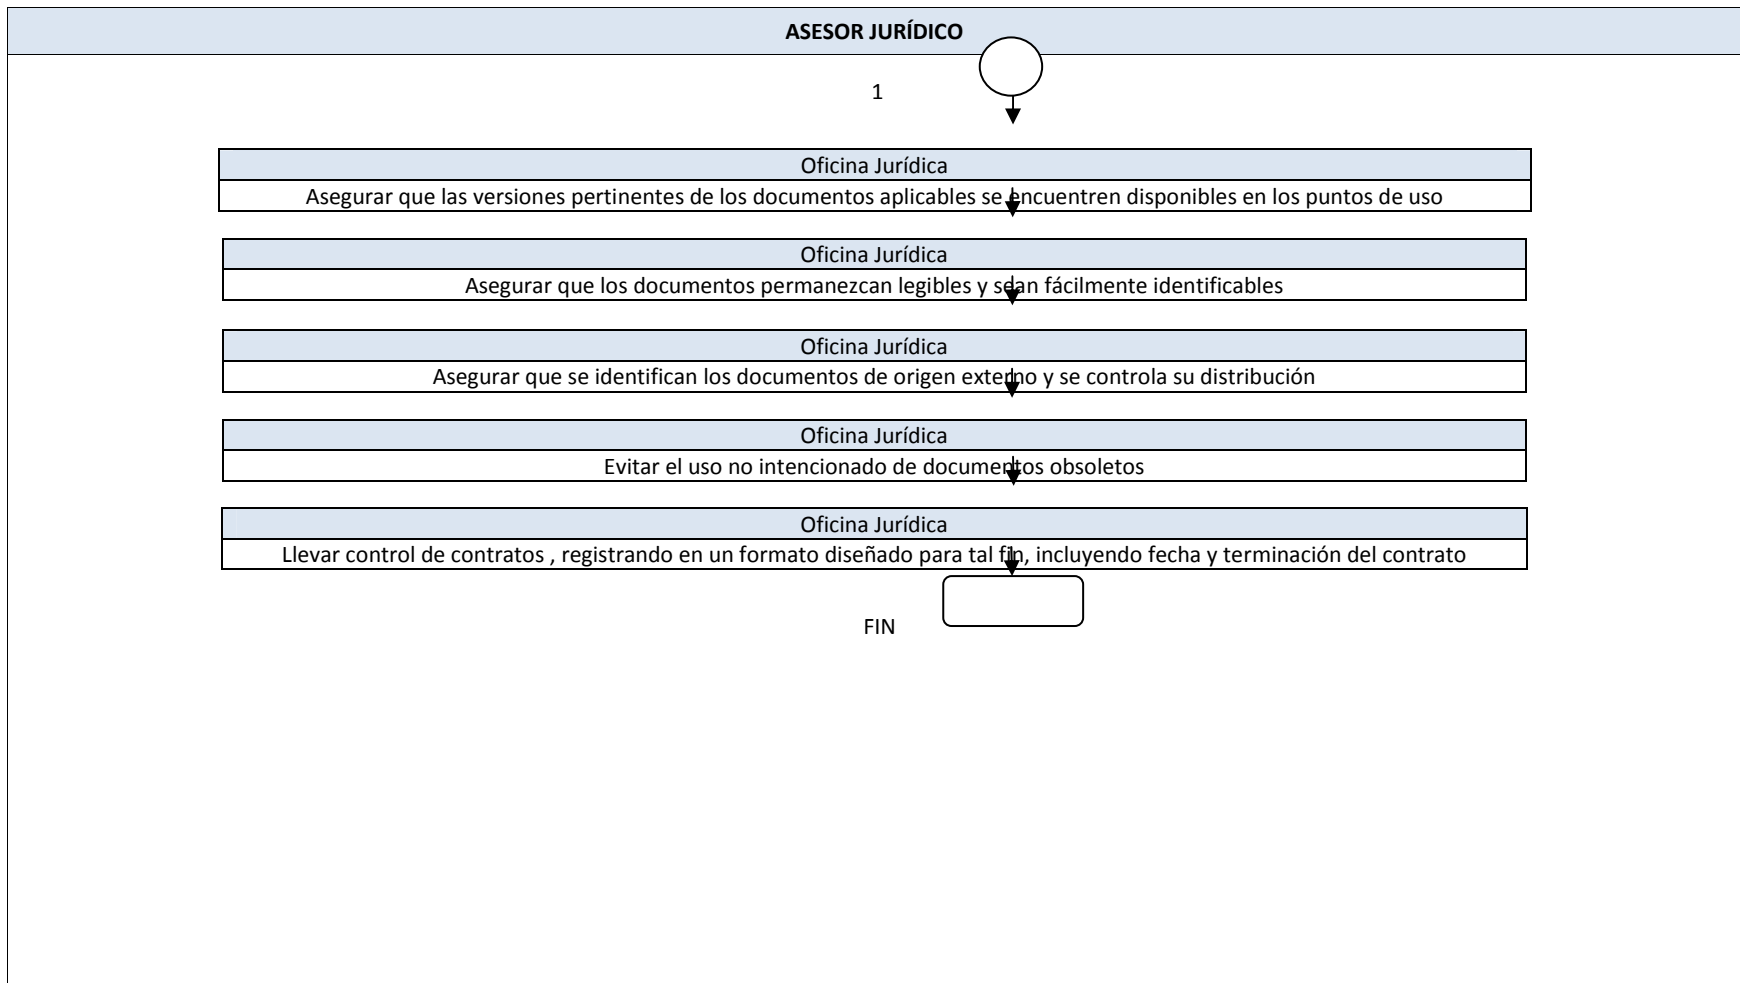 ASESOR JURÍDICO
1
Oficina Jurídica
Asegurar que las versiones pertinentes de los documentos aplicables se encuentren disponibles en los puntos de uso
Oficina Jurídica
Asegurar que los documentos permanezcan legibles y sean fácilmente identificables
Oficina Jurídica
Asegurar que se identifican los documentos de origen externo y se controla su distribución
Oficina Jurídica
Evitar el uso no intencionado de documentos obsoletos
Oficina Jurídica
Llevar control de contratos , registrando en un formato diseñado para tal fin, incluyendo fecha y terminación del contrato
FIN